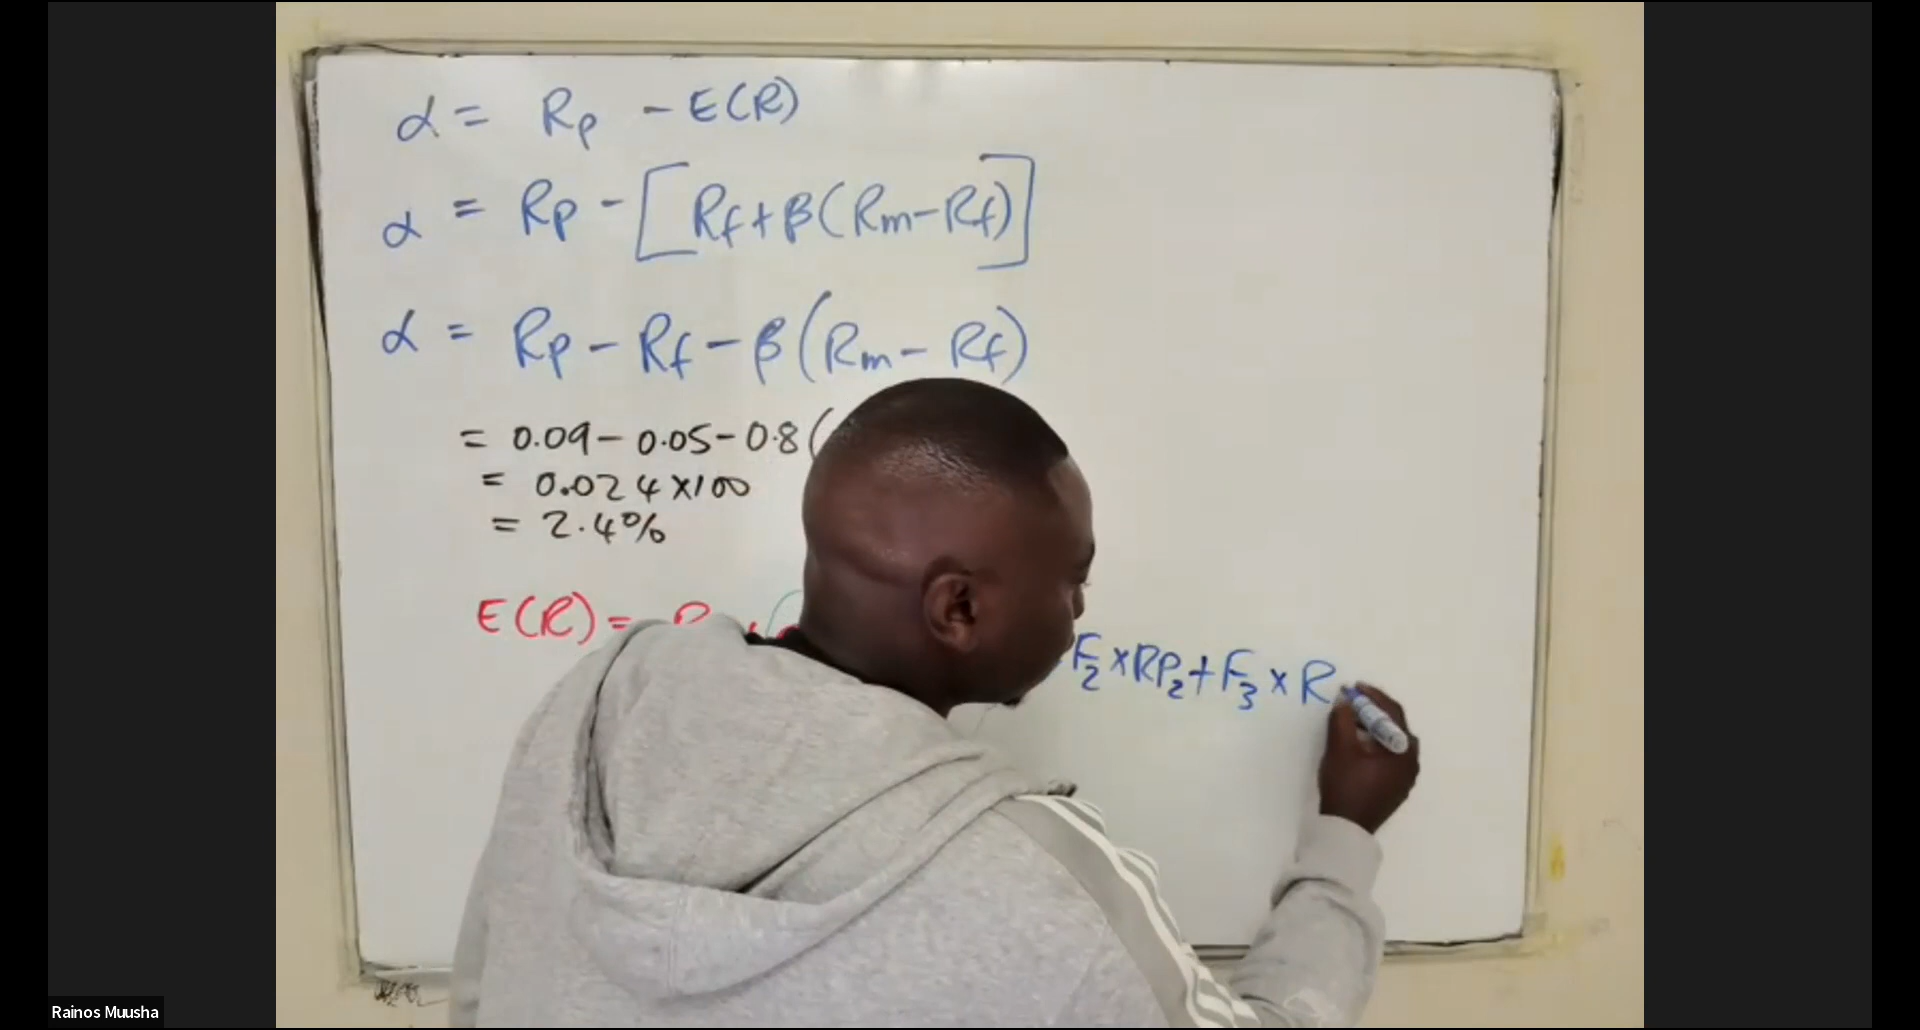 α = Rp - E(R)
α = Rp - [Rf + β(Rm - Rf)]
α = Rp - Rf - β(Rm - Rf)
= 0.09 - 0.05 - 0.8(
= 0.024 x 100
= 2.4%
E(R) = F₂ x RP₂ + F₃ x R
Rainos Muusha